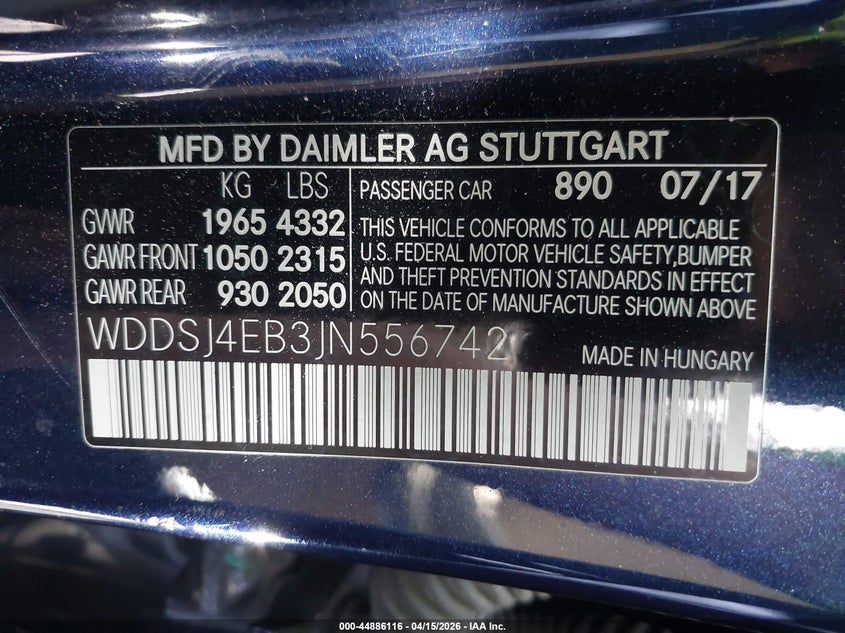 MFD BY DAIMLER AG STUTTGART
KG LBS
GVWR 1965 4332
GAWR FRONT 1050 2315
GAWR REAR 930 2050
PASSENGER CAR 890 07/17
THIS VEHICLE CONFORMS TO ALL APPLICABLE
U.S. FEDERAL MOTOR VEHICLE SAFETY,BUMPER
AND THEFT PREVENTION STANDARDS IN EFFECT
ON THE DATE OF MANUFACTURE SHOWN ABOVE
WDDSJ4EB3JN556742
MADE IN HUNGARY
000-44886116 - 04/15/2026 - IAA Inc.